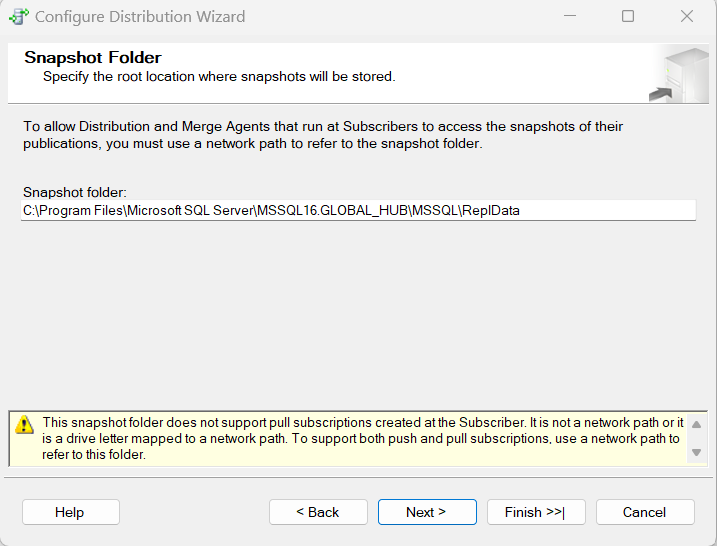 Configure Distribution Wizard
Snapshot Folder
Specify the root location where snapshots will be stored.
To allow Distribution and Merge Agents that run at Subscribers to access the snapshots of their
publications, you must use a network path to refer to the snapshot folder.
Snapshot folder:
C:\Program Files\Microsoft SQL Server\MSSQL16.GLOBAL_HUB\MSSQL\ReplData
This snapshot folder does not support pull subscriptions created at the Subscriber. It is not a network path or it
is a drive letter mapped to a network path. To support both push and pull subscriptions, use a network path to
refer to this folder.
Help
< Back
Next >
Finish >>|
Cancel